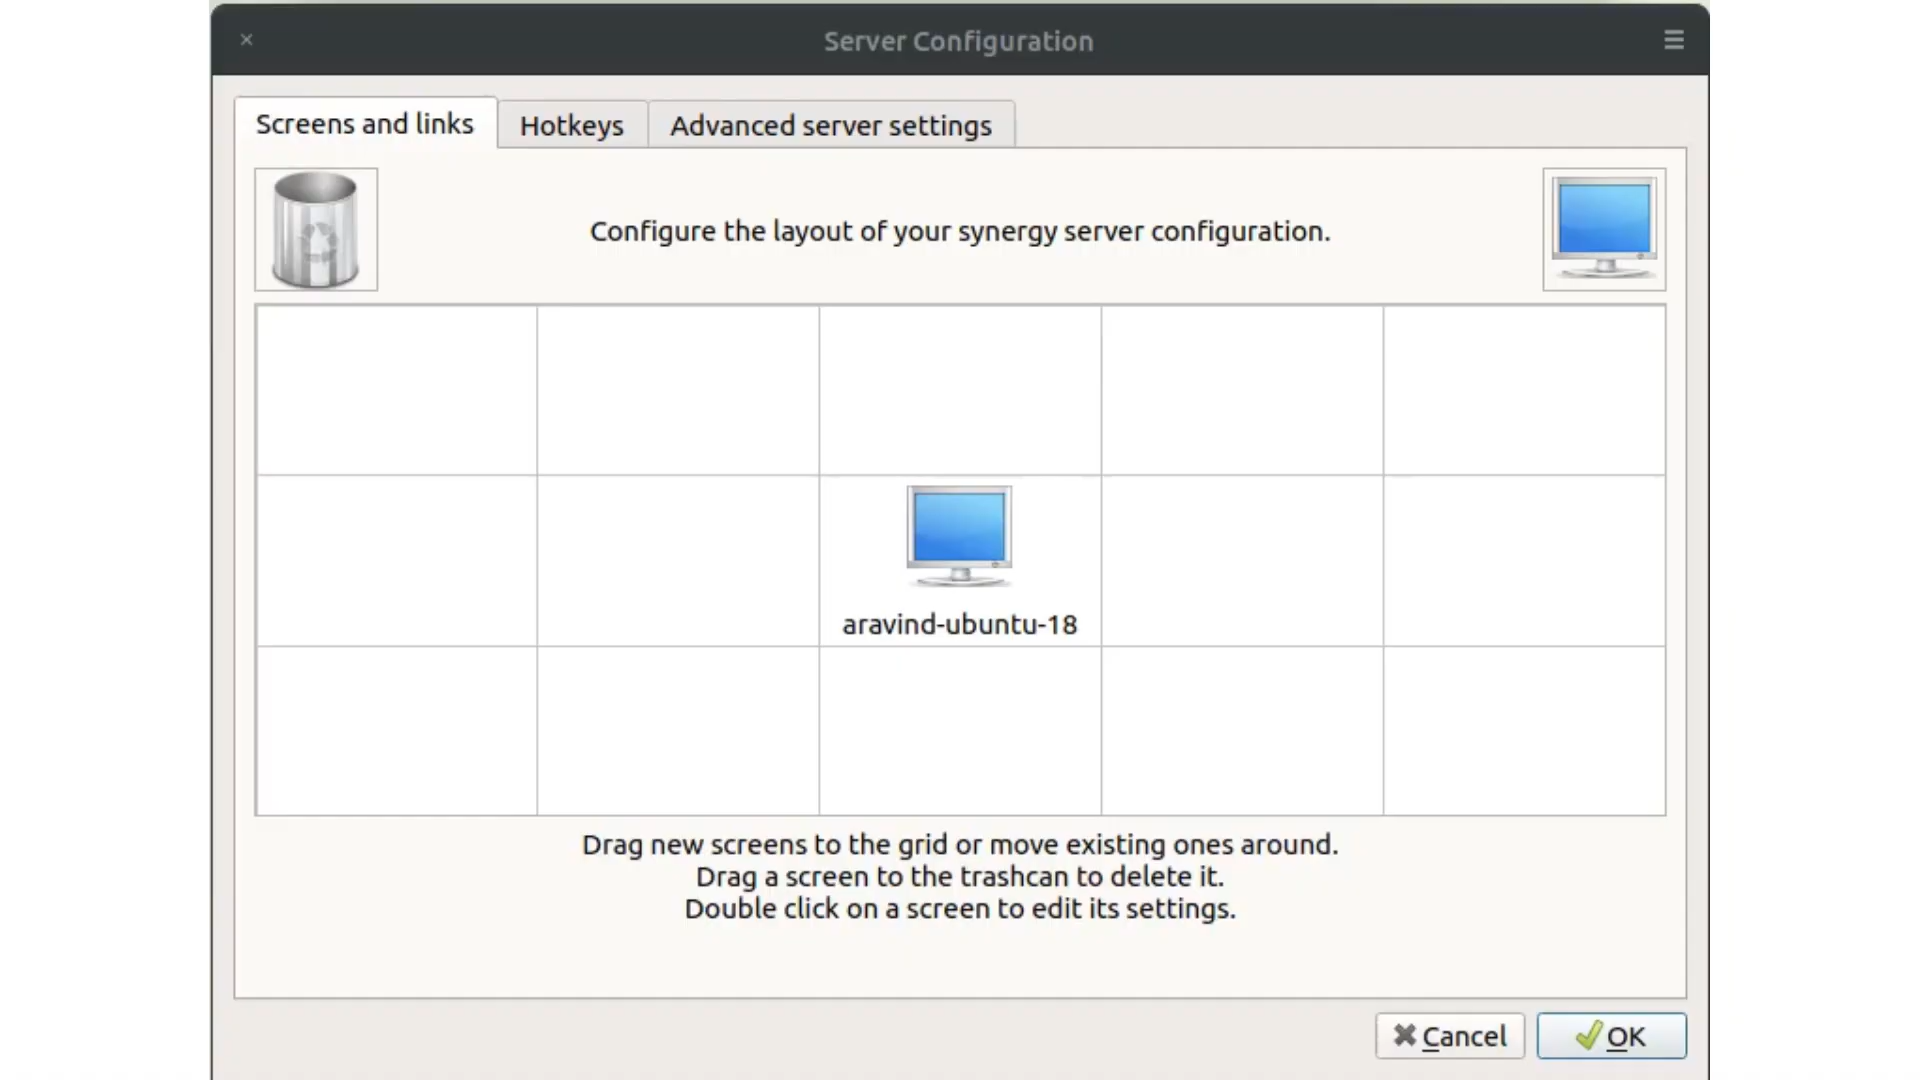 Server Configuration
Screens and links
Hotkeys
Advanced server settings
Configure the layout of your synergy server configuration.
aravind-ubuntu-18
Drag new screens to the grid or move existing ones around.
Drag a screen to the trashcan to delete it.
Double click on a screen to edit its settings.
Cancel
OK